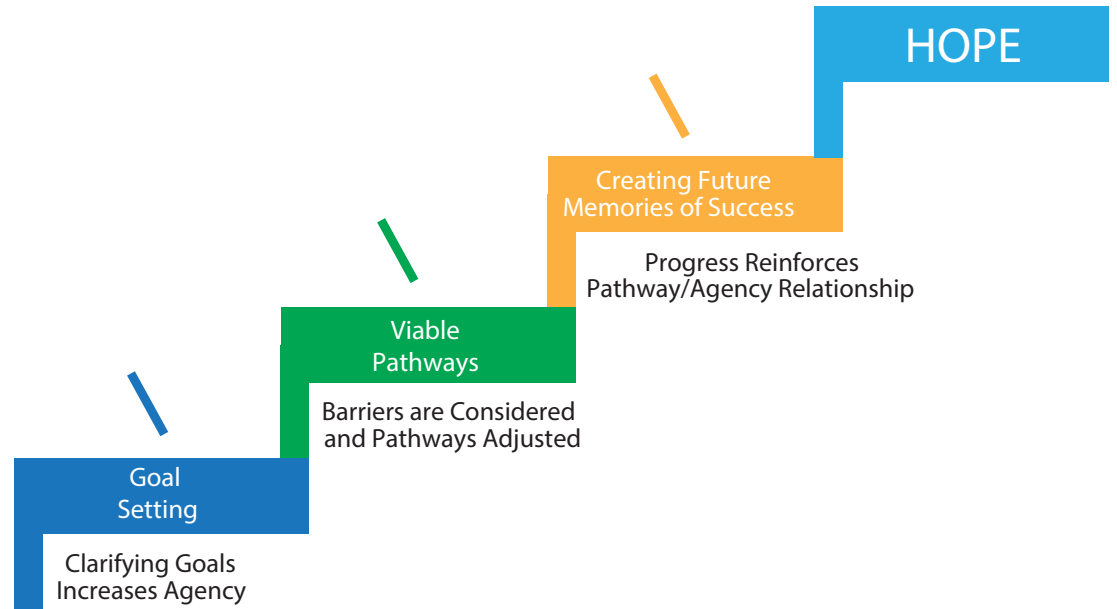 HOPE
Creating Future
Memories of Success
Progress Reinforces
Pathway/Agency Relationship
Viable
Pathways
Barriers are Considered
and Pathways Adjusted
Goal
Setting
Clarifying Goals
Increases Agency